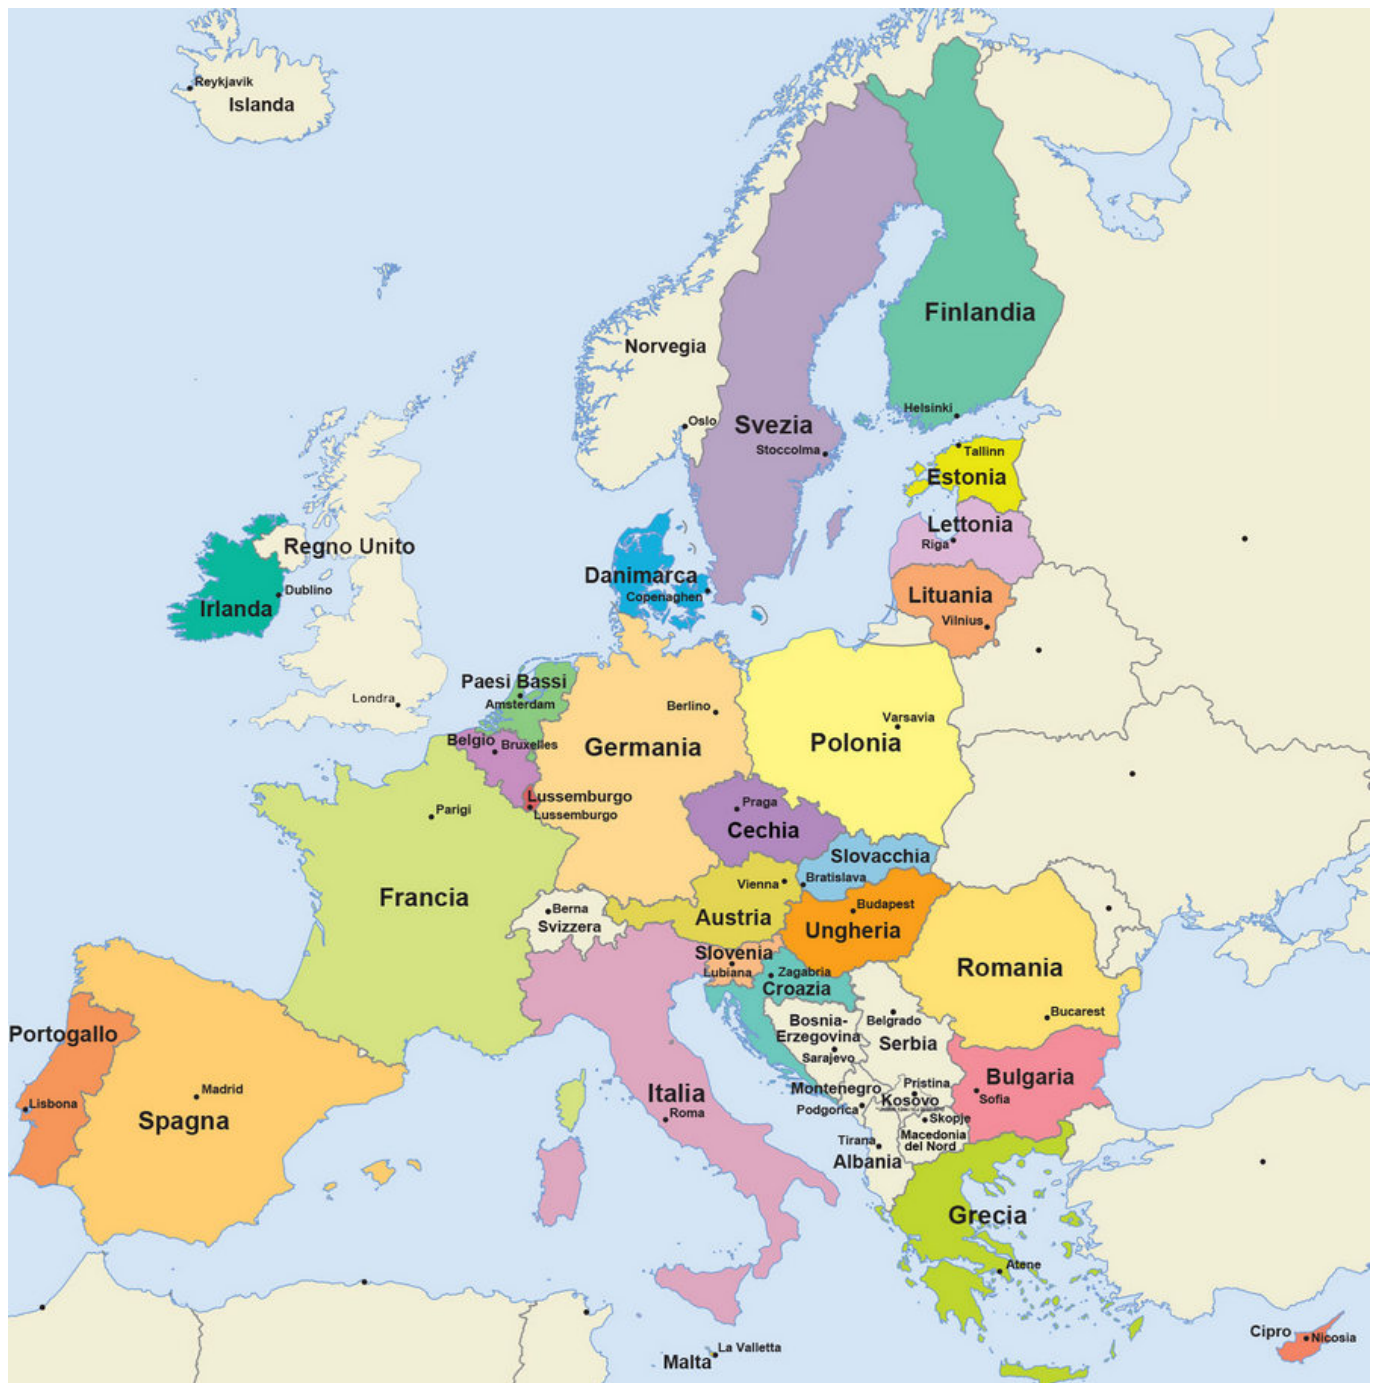 Reykjavik
Islanda
Finlandia
Norvegia
Helsinki
Oslo
Svezia
Stoccolma
Tallinn
Estonia
Lettonia
Riga
Regno Unito
Danimarca
Copenaghen
Dublino
Irlanda
Lituania
Vilnius
Paesi Bassi
Amsterdam
Londra
Berlino
Varsavia
Belgio
Bruxelles
Germania
Polonia
Lussemburgo
Lussemburgo
Parigi
Praga
Cechia
Slovacchia
Bratislava
Vienna
Francia
Berna
Svizzera
Austria
Budapest
Ungheria
Slovenia
Lubiana
Zagabria
Croazia
Romania
Bucarest
Portogallo
Bosnia-
Erzegovina
Sarajevo
Belgrado
Serbia
Madrid
Lisbona
Spagna
Italia
Roma
Montenegro
Podgorica
Pristina
Kosovo
Bulgaria
Sofia
Skopje
Macedonia
del Nord
Tirana
Albania
Grecia
Atene
Cipro
Nicosia
La Valletta
Malta